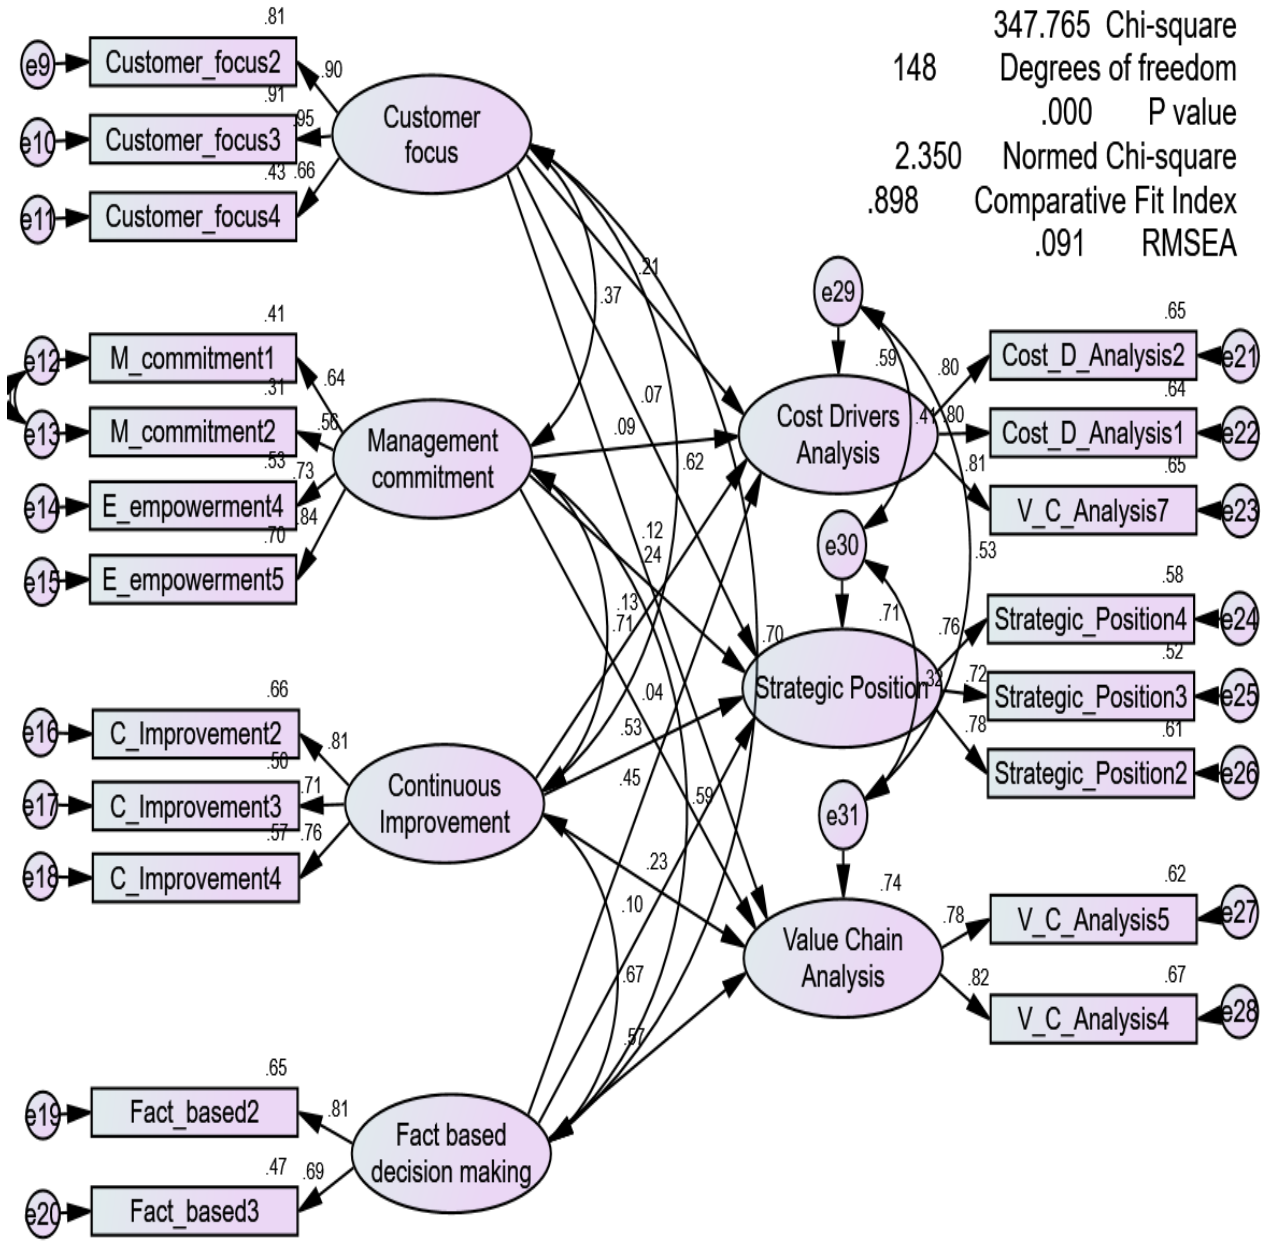 347.765 Chi-square
148 Degrees of freedom
.000 P value
2.350 Normed Chi-square
.898 Comparative Fit Index
.091 RMSEA
.81
e9
Customer_focus2
.90
.91
e10
Customer_focus3
.95
.43
.66
e11
Customer_focus4
Customer
focus
.41
e12
M_commitment1
.64
.31
e13
M_commitment2
.56
.53
.73
e14
E_empowerment4
.84
.70
e15
E_empowerment5
Management
commitment
.66
e16
C_Improvement2
.81
.50
e17
C_Improvement3
.71
.57
.76
e18
C_Improvement4
Continuous
Improvement
.65
e19
Fact_based2
.81
.47
.69
e20
Fact_based3
Fact based
decision making
.21
.37
.07
.09
.62
.12
.24
.13
.71
.04
.53
.45
.59
.23
.10
.67
.57
e29
.59
.41
Cost Drivers
Analysis
.80
.65
Cost_D_Analysis2
e21
.80
.64
Cost_D_Analysis1
e22
.81
.65
V_C_Analysis7
e23
e30
.53
.71
.70
Strategic Position
.32
.76
.58
Strategic_Position4
e24
.72
.52
Strategic_Position3
e25
.78
.61
Strategic_Position2
e26
e31
.74
Value Chain
Analysis
.78
.62
V_C_Analysis5
e27
.82
.67
V_C_Analysis4
e28